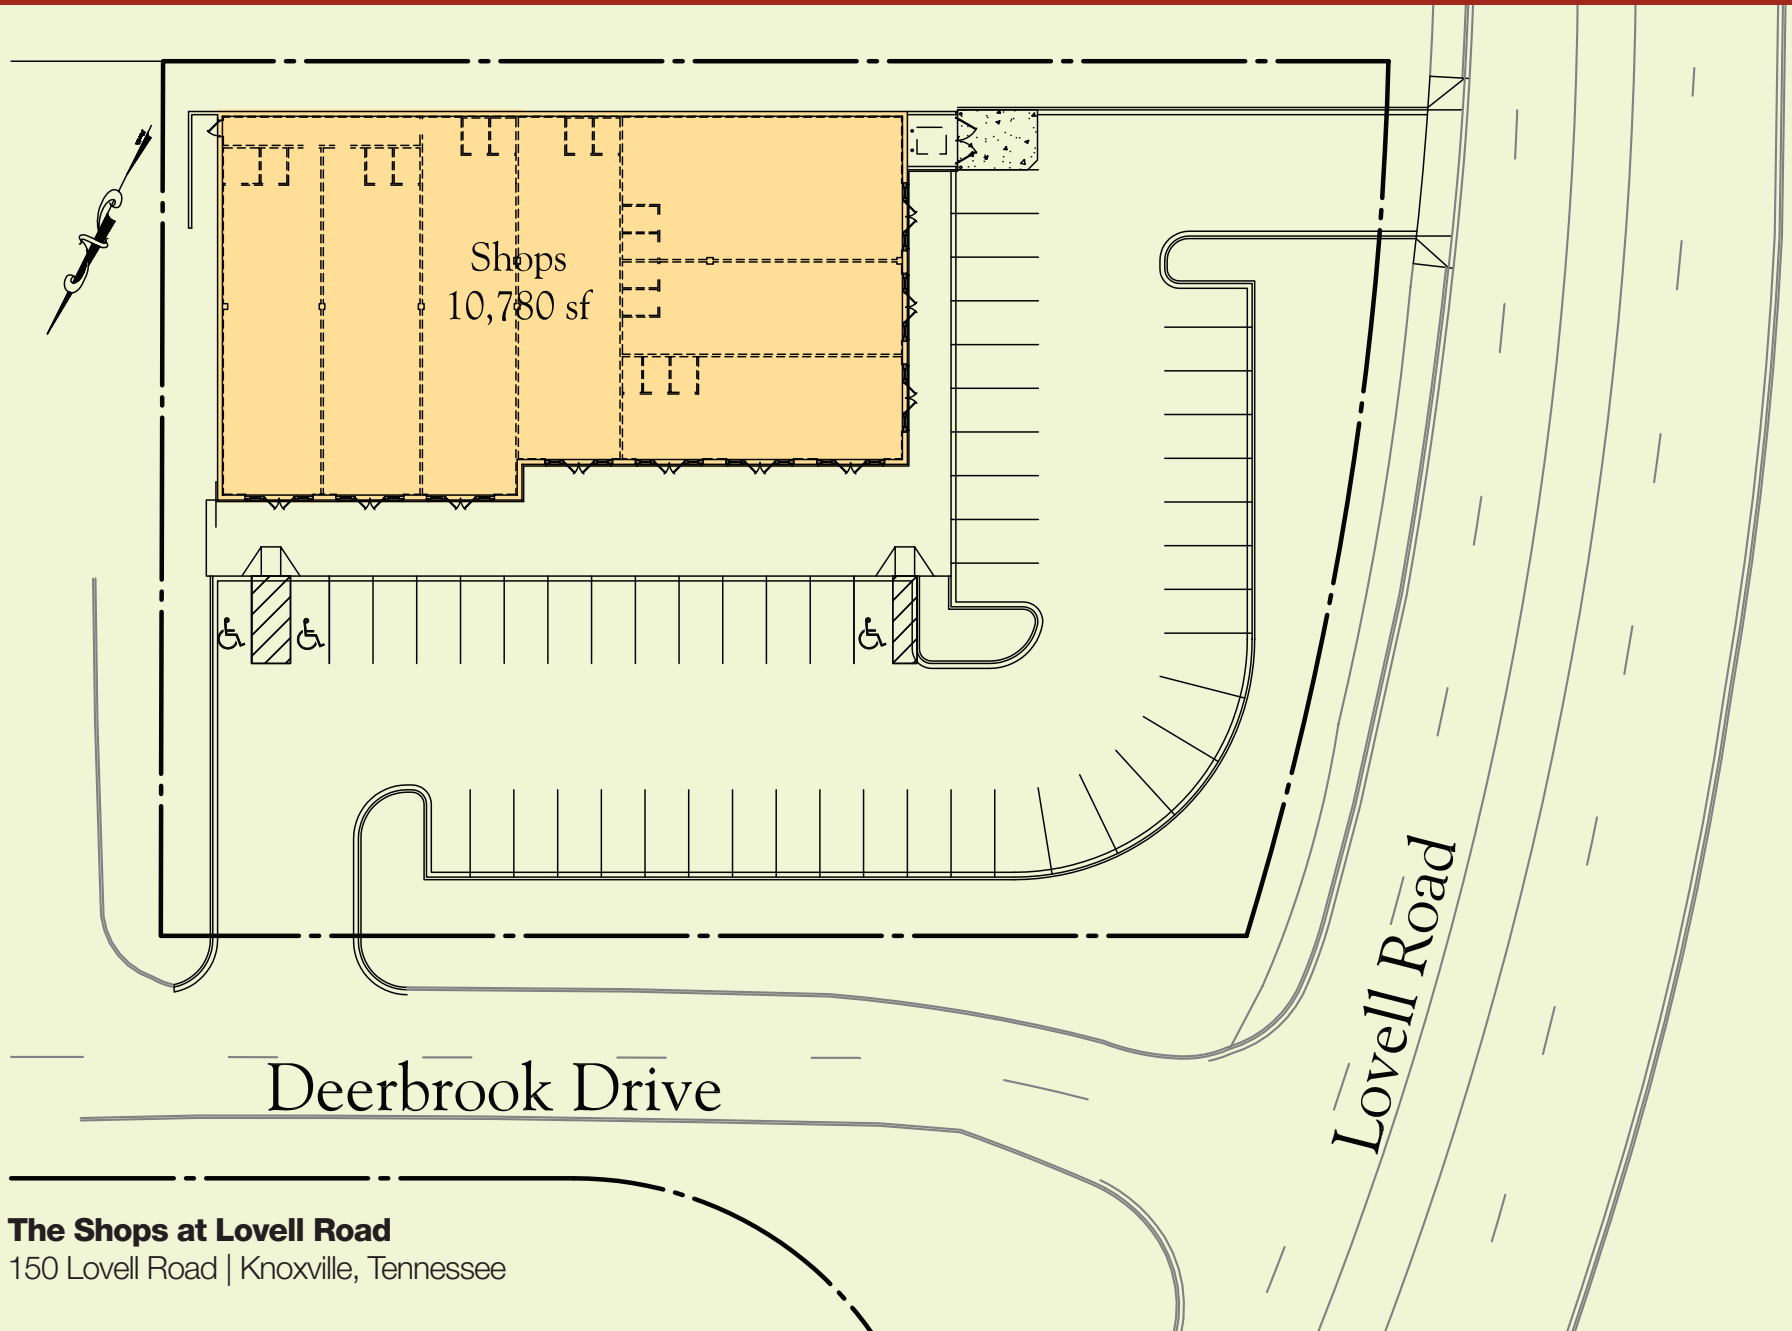 Shops
10,780 sf
Lovell Road
Deerbrook Drive
The Shops at Lovell Road
150 Lovell Road | Knoxville, Tennessee